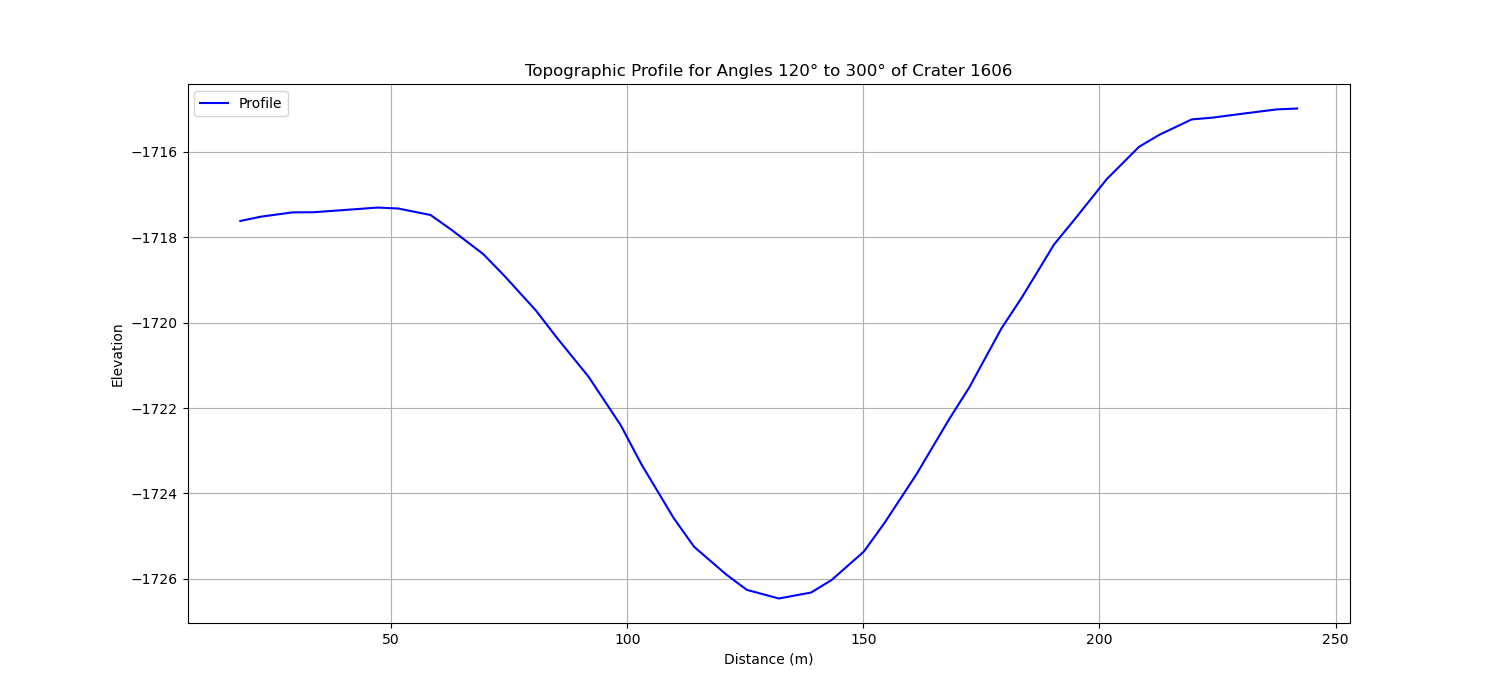 Topographic Profile for Angles 120° to 300° of Crater 1606
Profile
−1716
−1718
−1720
−1722
−1724
−1726
Elevation
50
100
150
200
250
Distance (m)